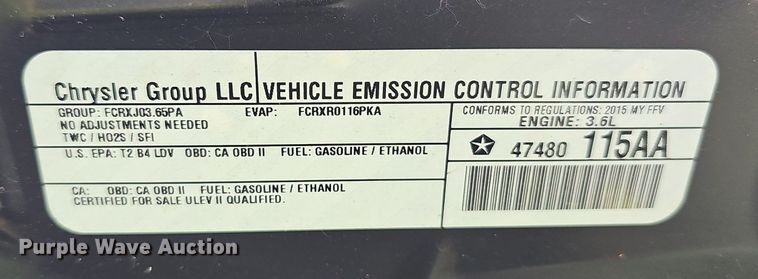 Chrysler Group LLC VEHICLE EMISSION CONTROL INFORMATION
GROUP: FCRXJ03.65PA EVAP: FCRXR0116PKA CONFORMS TO REGULATIONS: 2015 MY FFV
NO ADJUSTMENTS NEEDED ENGINE: 3.6L
TWC / HO2S / SFI
U.S. EPA: T2 B4 LDV OBD: CA OBD II FUEL: GASOLINE / ETHANOL 47480 115AA
CA: OBD: CA OBD II FUEL: GASOLINE / ETHANOL
CERTIFIED FOR SALE ULEV II QUALIFIED.
Purple Wave Auction